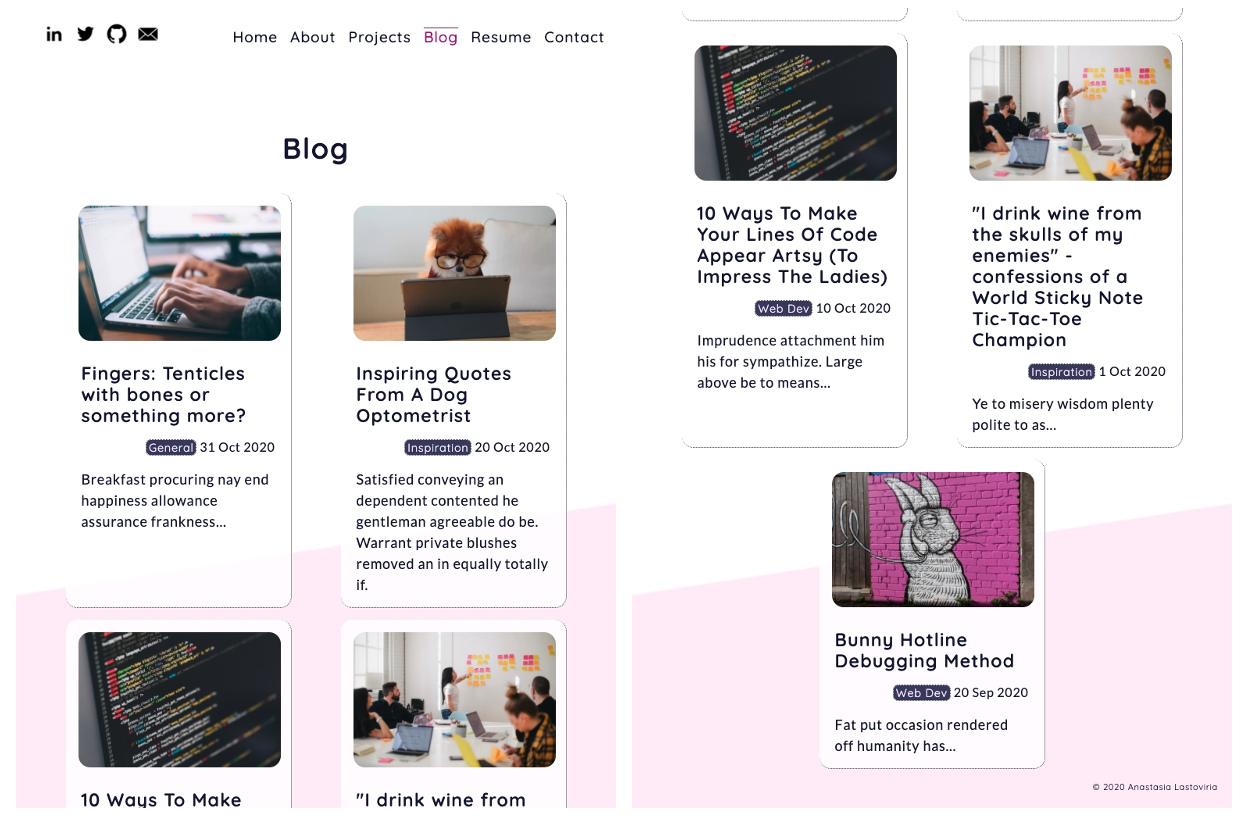 in
Home About Projects Blog Resume Contact
Blog
Fingers: Tenticles
with bones or
something more?
General 31 Oct 2020
Breakfast procuring nay end
happiness allowance
assurance frankness...
Inspiring Quotes
From A Dog
Optometrist
Inspiration 20 Oct 2020
Satisfied conveying an
dependent contented he
gentleman agreeable do be.
Warrant private blushes
removed an in equally totally
if.
10 Ways To Make
"I drink wine from
10 Ways To Make
Your Lines Of Code
Appear Artsy (To
Impress The Ladies)
Web Dev 10 Oct 2020
Imprudence attachment him
his for sympathize. Large
above be to means...
"I drink wine from
the skulls of my
enemies" -
confessions of a
World Sticky Note
Tic-Tac-Toe
Champion
Inspiration 1 Oct 2020
Ye to misery wisdom plenty
polite to as...
Bunny Hotline
Debugging Method
Web Dev 20 Sep 2020
Fat put occasion rendered
off humanity has...
© 2020 Anastasia Lastoviria